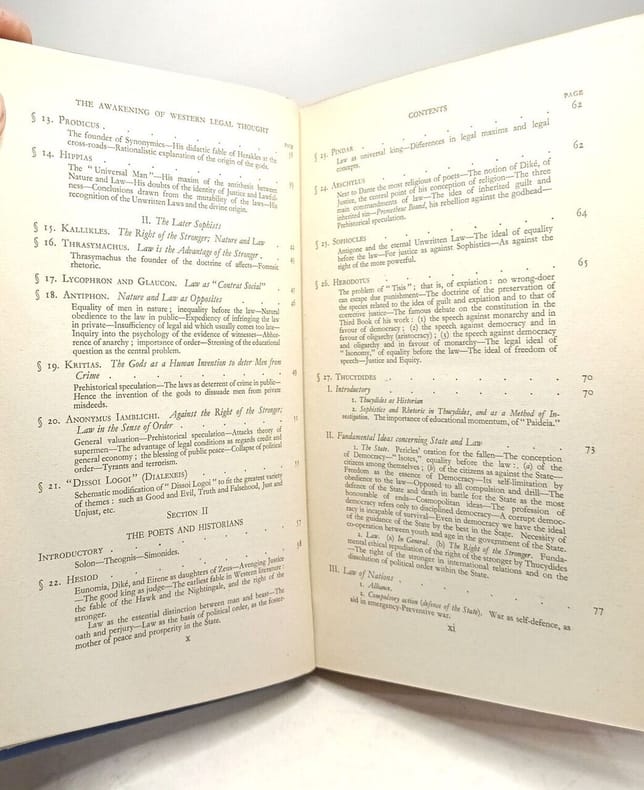 THE AWAKENING OF WESTERN LEGAL THOUGHT
PAGE
§ 13. PRODICUS .
The founder of Synonymics—His didactic fable of Herakles at the
cross-roads—Rationalistic explanation of the origin of the gods.
§ 14. HIPPIAS
The "Universal Man"—His maxim of the antithesis between
Nature and Law—His doubts of the identity of Justice and Lawful-
ness—Conclusions drawn from the mutability of the laws—His
recognition of the Unwritten Laws and the divine origin.
II. The Later Sophists
§ 15. KALLIKLES. The Right of the Stronger; Nature and Law . 44
§ 16. THRASYMACHUS. Law is the Advantage of the Stronger .
Thrasymachus the founder of the doctrine of affects—Forensic
rhetoric.
§ 17. LYCOPHRON AND GLAUCON. Law as "Contrat Social"
§ 18. ANTIPHON. Nature and Law as Opposites . 46
Equality of men in nature; inequality before the law—Natural
obedience to the law in public—Expediency of infringing the law
in private—Insufficiency of legal aid which usually comes too late—
Inquiry into the psychology of the evidence of witnesses—Abhor-
rence of anarchy; importance of order—Stressing of the educational
question as the central problem.
§ 19. KRITIAS. The Gods as a Human Invention to deter Men from
Crime . 49
Prehistorical speculation—The laws as deterrent of crime in public—
Hence the invention of the gods to dissuade men from private
misdeeds.
§ 20. ANONYMUS IAMBLICHI. Against the Right of the Stronger;
Law in the Sense of Order .
General valuation—Prehistorical speculation—Attacks theory of
supermen—The advantage of legal conditions as regards credit and
general economy; the blessing of public peace—Collapse of political
order—Tyrants and terrorism.
§ 21. "DISSOI LOGOI" (DIALEXEIS)
Schematic modification of "Dissoi Logoi" to fit the greatest variety
of themes: such as Good and Evil, Truth and Falsehood, Just and
Unjust, etc.
SECTION II
THE POETS AND HISTORIANS
INTRODUCTORY . 57
Solon—Theognis—Simonides.
§ 22. HESIOD . 58
Eunomia, Diké, and Eirene as daughters of Zeus—Avenging Justice
—The good king as judge—The earliest fable in Western literature:
the fable of the Hawk and the Nightingale, and the right of the
stronger.
Law as the essential distinction between man and beast—The
oath and perjury—Law as the basis of political order, as the foster-
mother of peace and prosperity in the State.
x
CONTENTS
PAGE
§ 23. PINDAR . 62
Law as universal king—Differences in legal maxims and legal
concepts.
§ 24. AESCHYLUS . 62
Next to Dante the most religious of poets—The notion of Diké, of
Justice, the central point of his conception of religion—The three
main commandments of law—The idea of inherited guilt and
inherited sin—Prometheus Bound, his rebellion against the godhead—
Prehistorical speculation.
§ 25. SOPHOCLES . 64
Antigone and the eternal Unwritten Law—The ideal of equality
before the law—For justice as against Sophistics—As against the
right of the more powerful.
§ 26. HERODOTUS . 65
The problem of "Tisis"; that is, of expiation: no wrong-doer
can escape due punishment—The doctrine of the preservation of
the species related to the idea of guilt and expiation and to that of
corrective justice—The famous debate on the constitution in the
Third Book of his work: (1) the speech against monarchy and in
favour of democracy; (2) the speech against democracy and in
favour of oligarchy (aristocracy); (3) the speech against democracy
and oligarchy and in favour of monarchy—The legal ideal of
"Isonomy," of equality before the law—The ideal of freedom of
speech—Justice and Equity.
§ 27. THUCYDIDES . 70
I. Introductory . 70
1. Thucydides as Historian
2. Sophistics and Rhetoric in Thucydides, and as a Method of In-
vestigation. The importance of educational momentum, of "Paideia."
II. Fundamental Ideas concerning State and Law . 73
1. The State. Pericles' oration for the fallen—The conception
of Democracy—"Isotes," equality before the law: (a) of the
citizens among themselves; (b) of the citizens as against the State—
Freedom as the essence of Democracy—Its self-limitation by
obedience to the law—Opposed to all compulsion and drill—The
defence of the State and death in battle for the State as the most
honourable of ends—Cosmopolitan ideas—The profession of
democracy refers only to disciplined democracy—A corrupt democ-
racy is incapable of survival—Even in democracy we have the ideal
of the guidance of the State by the best in the State. Necessity of
co-operation between youth and age in the government of the State.
2. Law. (a) In General. (b) The Right of the Stronger. Funda-
mental ethical repudiation of the right of the stronger by Thucydides
—The right of the stronger in international relations and on the
dissolution of political order within the State.
III. Law of Nations . 77
1. Alliance.
2. Compulsory action (defence of the State). War as self-defence, as
aid in emergency-Preventive war.
xi